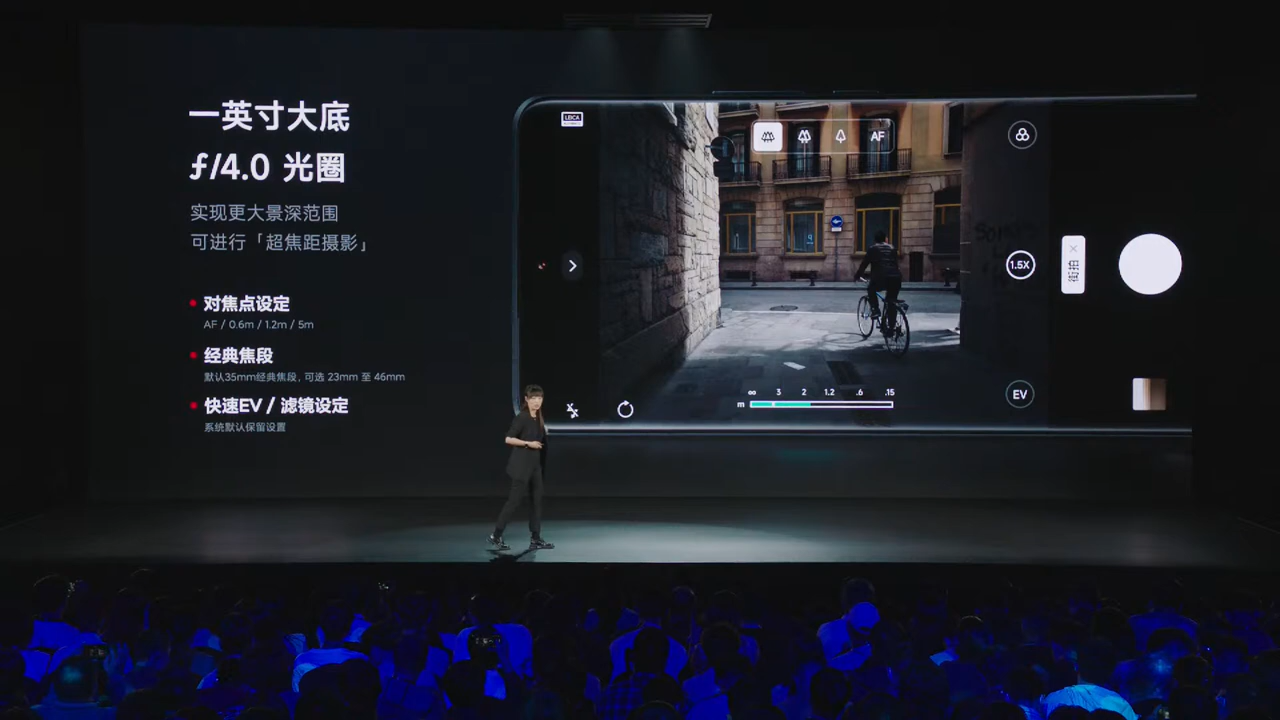 一英寸大底
ƒ/4.0 光圈
实现更大景深范围
可进行「超焦距摄影」
对焦点设定
AF / 0.6m / 1.2m / 5m
经典焦段
默认35mm经典焦段, 可选 23mm 至 46mm
快速EV / 滤镜设定
系统默认保留设置
LEICA
AF
1.5X
街拍
×
∞ 3 2 1.2 .6 .15
m
EV